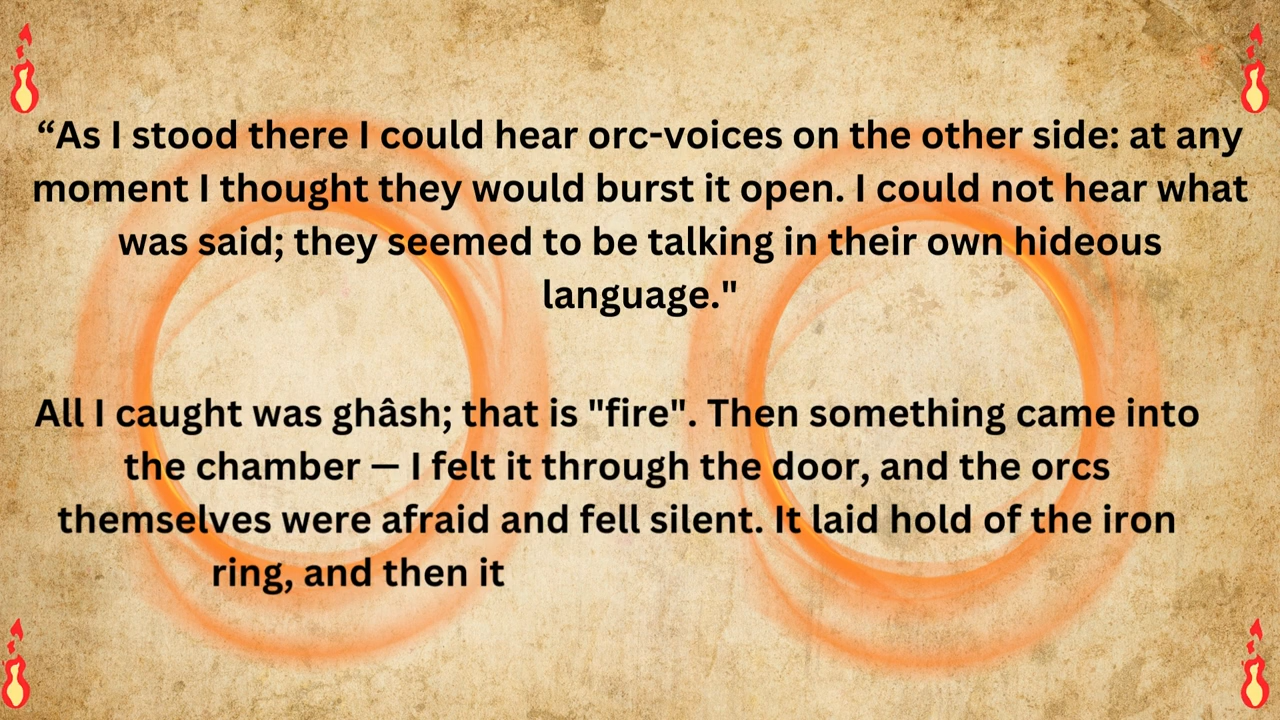 “As I stood there I could hear orc-voices on the other side: at any
moment I thought they would burst it open. I could not hear what
was said; they seemed to be talking in their own hideous
language."
All I caught was ghâsh; that is "fire". Then something came into
the chamber — I felt it through the door, and the orcs
themselves were afraid and fell silent. It laid hold of the iron
ring, and then it